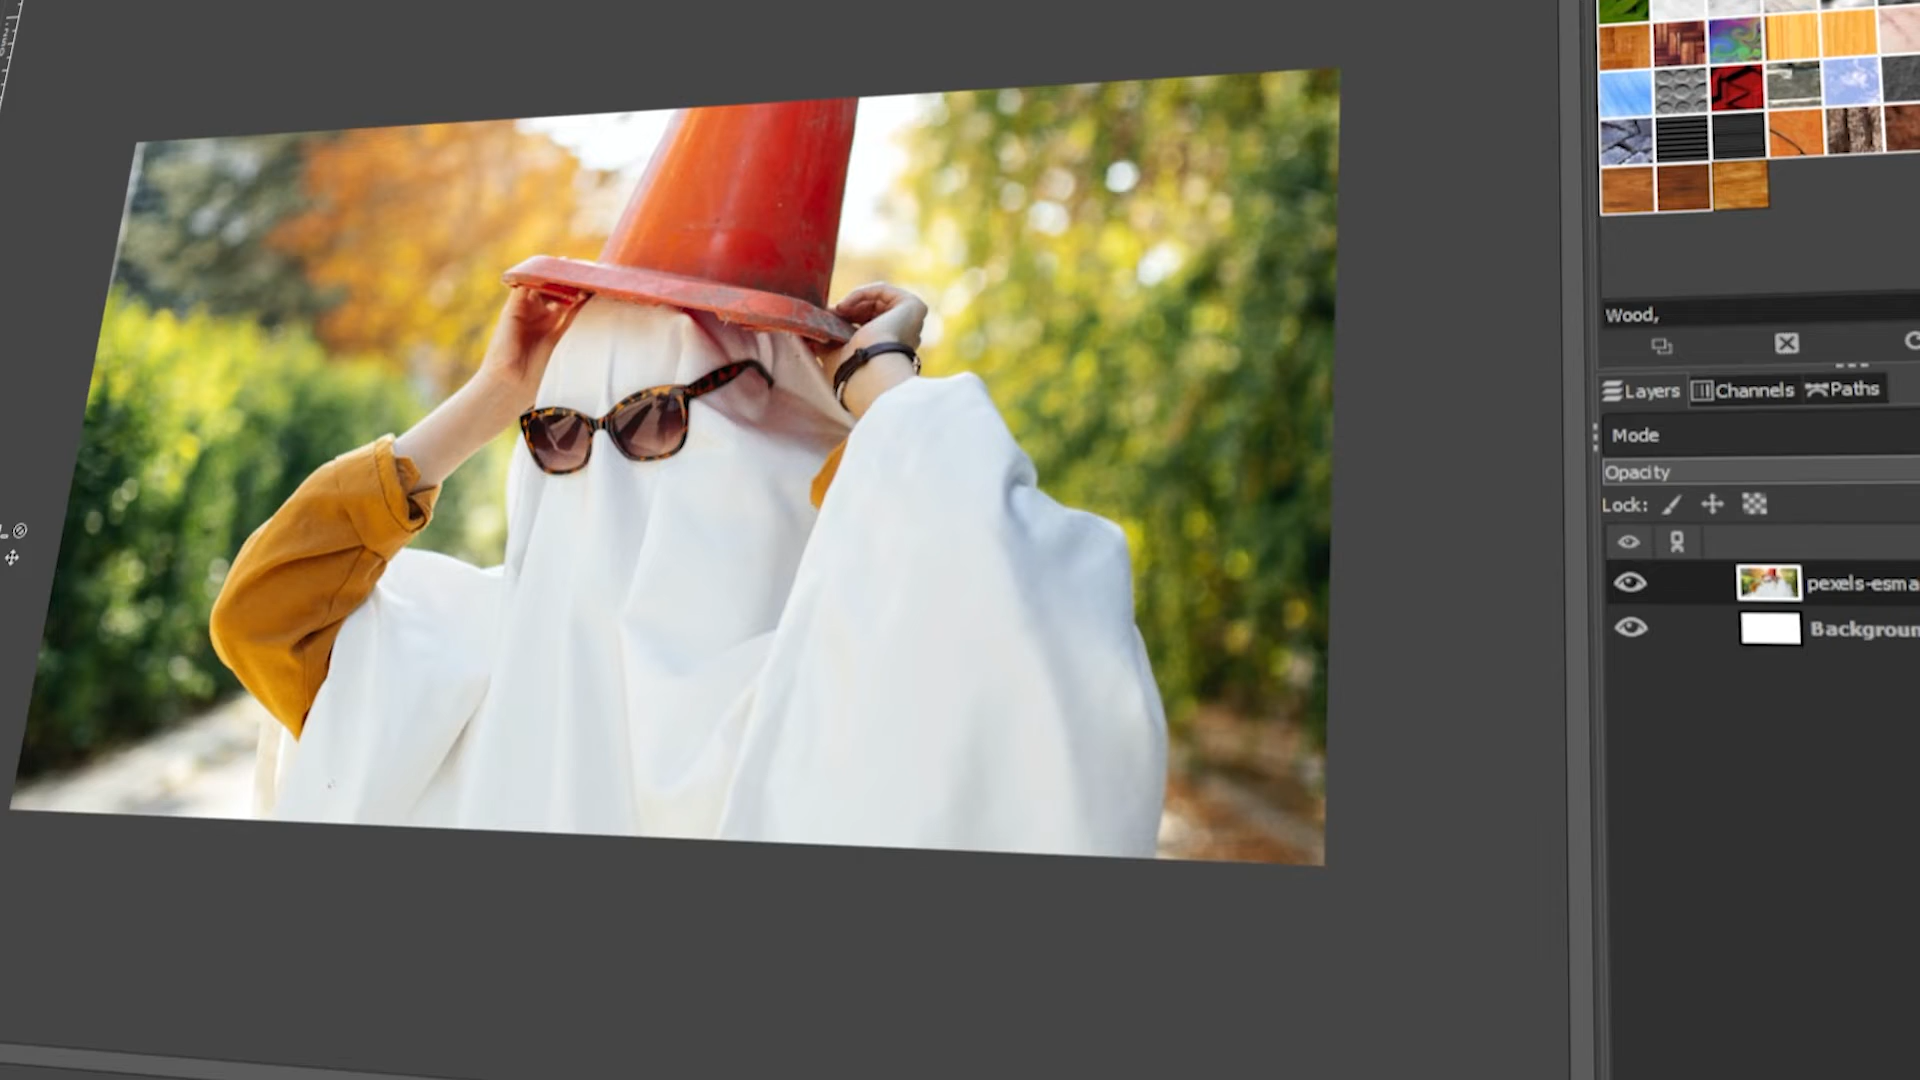 Wood,
Layers Channels Paths
Mode
Opacity
Lock:
pexels-esma
Backgroun